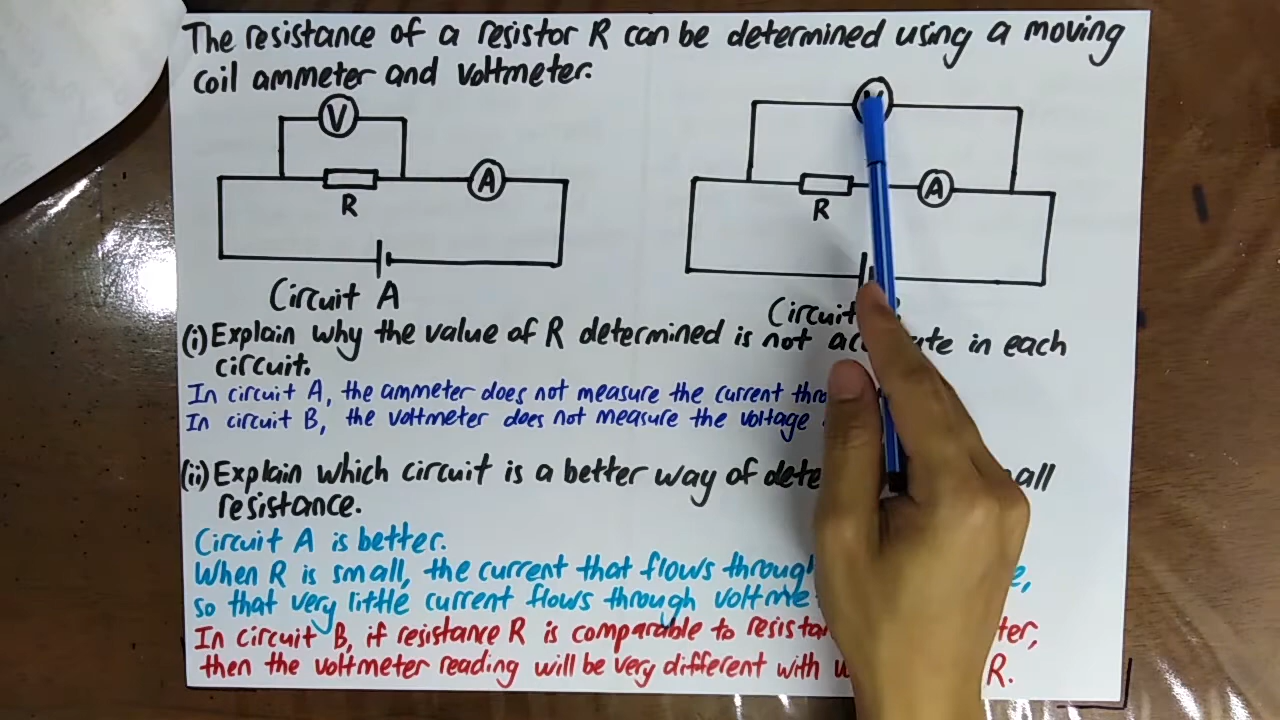 The resistance of a resistor R can be determined using a moving
coil ammeter and voltmeter.
V
A
R
A
R
Circuit A
Circuit
(i) Explain why the value of R determined is not in each
circuit.
In circuit A, the ammeter does not measure the current
In circuit B, the voltmeter does not measure the voltage
(ii) Explain which circuit is a better way of
resistance.
Circuit A is better.
When R is small, the current that flows
so that very little current flows through
In circuit B, if resistance R is comparable to
then the voltmeter reading will be very different with R.